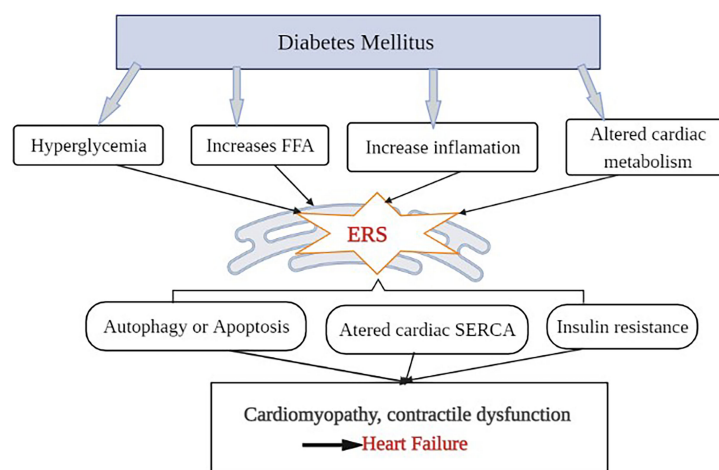 Diabetes Mellitus
Hyperglycemia
Increases FFA
Increase inflamation
Altered cardiac
metabolism
ERS
Autophagy or Apoptosis
Atered cardiac SERCA
Insulin resistance
Cardiomyopathy, contractile dysfunction
Heart Failure